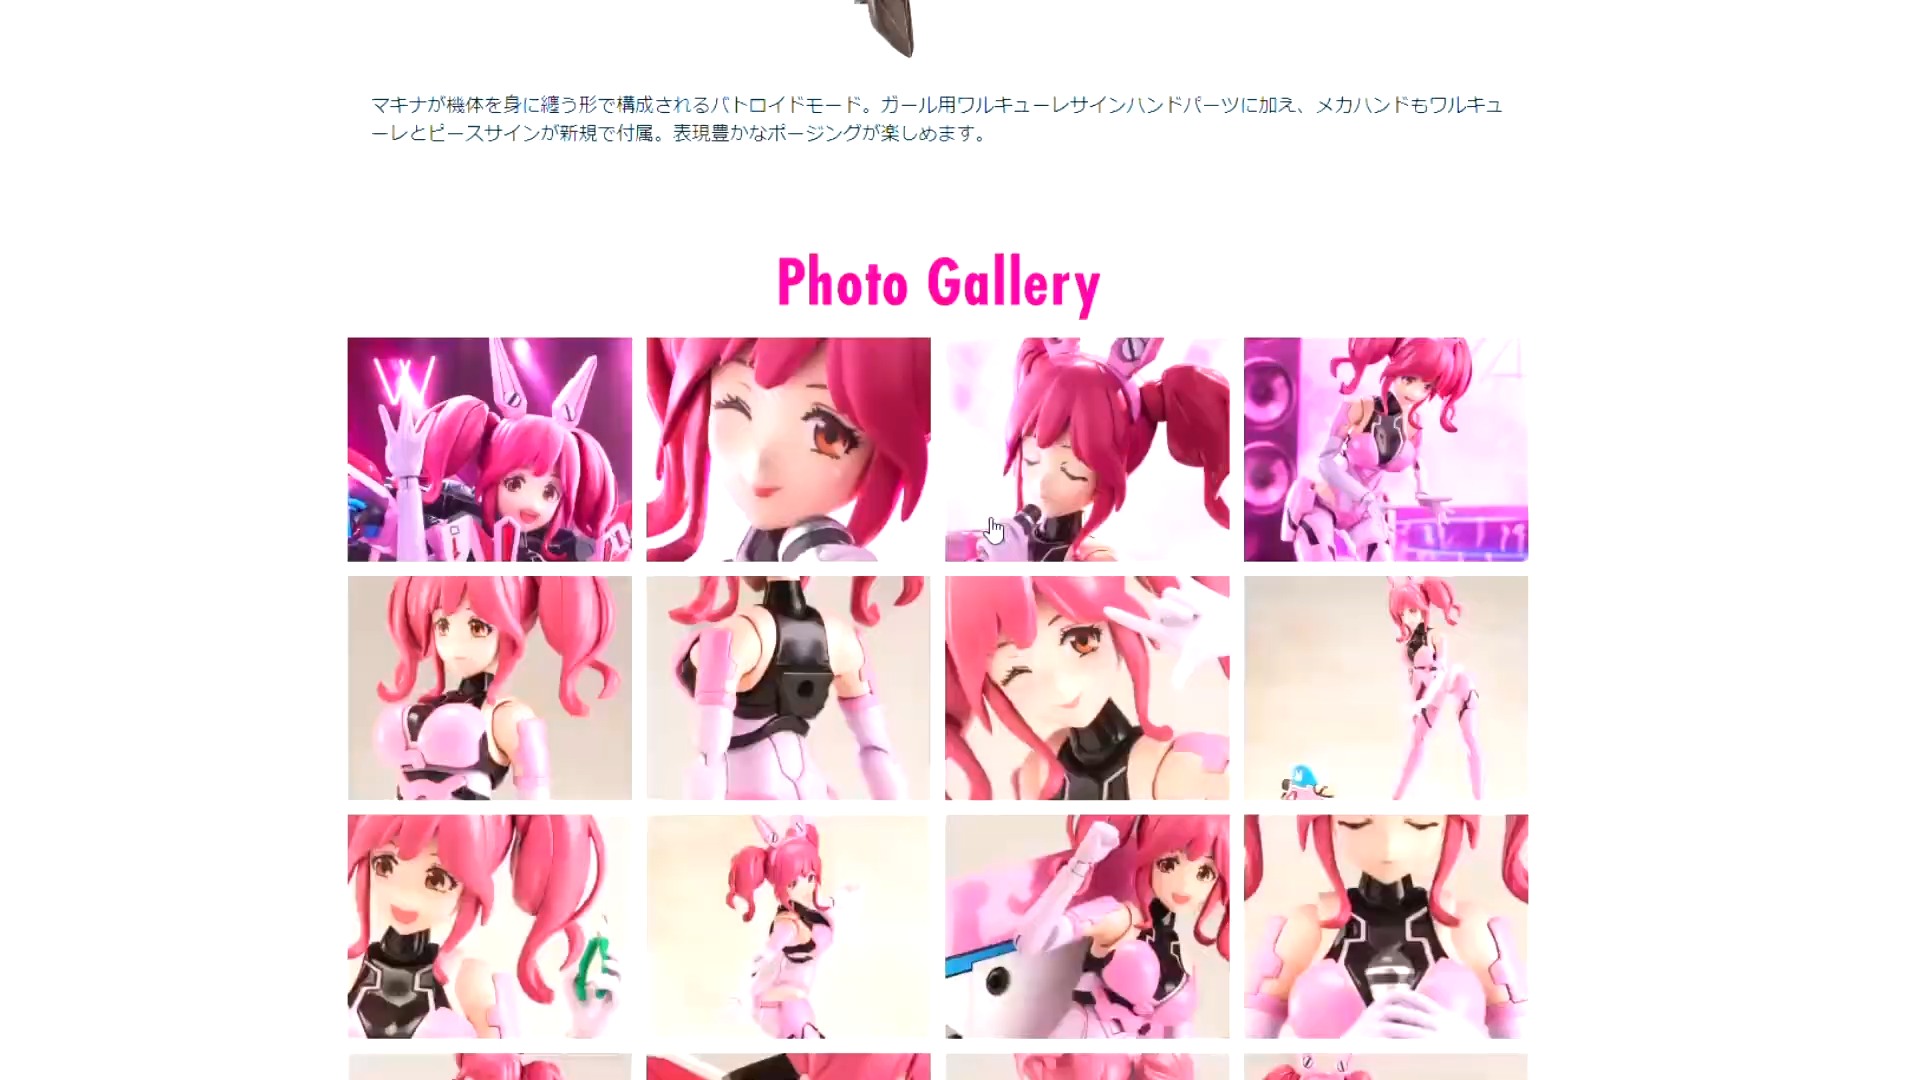 マキナが機体を身に纏う形で構成されるバトロイドモード。ガール用ワルキューレサインハンドパーツに加え、メカハンドもワルキュ
ーレとピースサインが新規で付属。表現豊かなポージングが楽しめます。
Photo Gallery